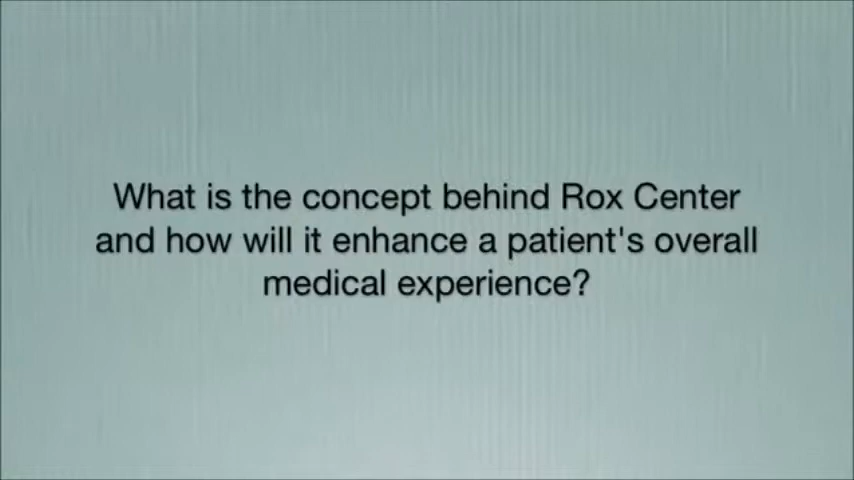 What is the concept behind Rox Center
and how will it enhance a patient's overall
medical experience?